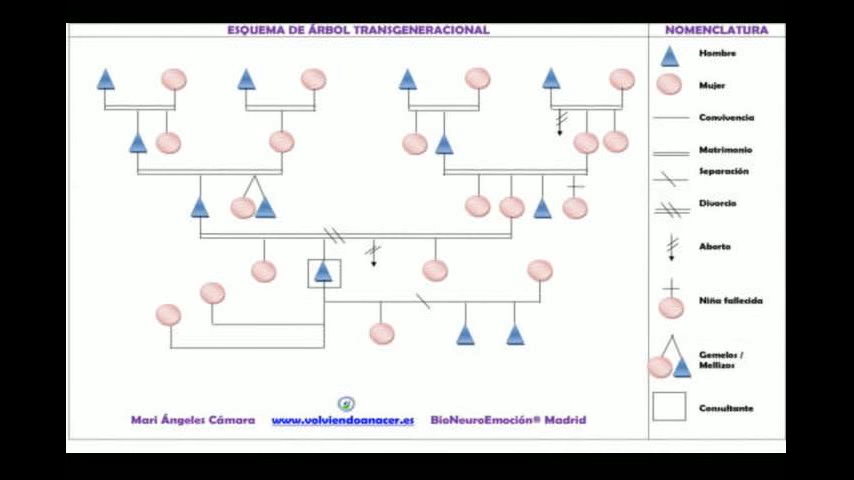 ESQUEMA DE ÁRBOL TRANSGENERACIONAL
NOMENCLATURA
Hombre
Mujer
Convivencia
Matrimonio
Separación
Divorcio
Aborto
Niña fallecida
Gemelos /
Mellizos
Consultante
Mari Ángeles Cámara www.volviendoanacer.es BioNeuroEmoción® Madrid